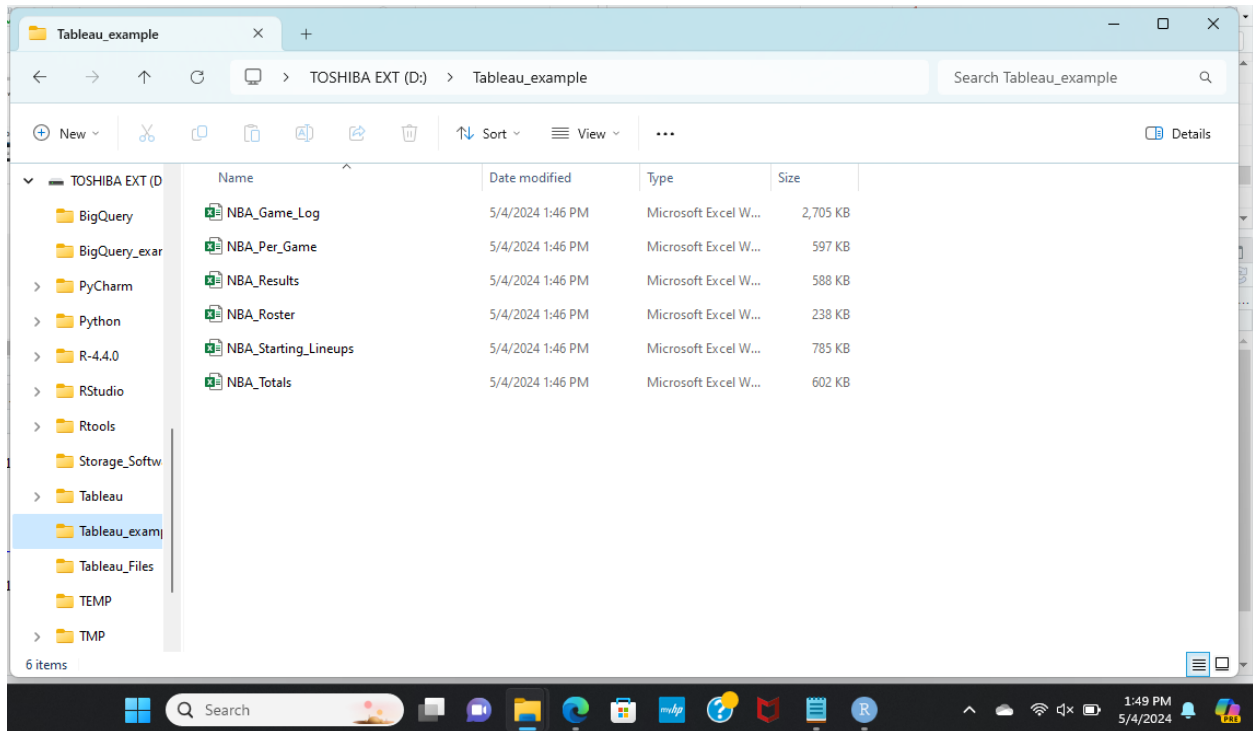 Tableau_example
TOSHIBA EXT (D:) > Tableau_example
Search Tableau_example
New
Sort
View
Details
TOSHIBA EXT (D
BigQuery
BigQuery_exar
PyCharm
Python
R-4.4.0
RStudio
Rtools
Storage_Softw
Tableau
Tableau_examp
Tableau_Files
TEMP
TMP
Name Date modified Type Size
NBA_Game_Log 5/4/2024 1:46 PM Microsoft Excel W... 2,705 KB
NBA_Per_Game 5/4/2024 1:46 PM Microsoft Excel W... 597 KB
NBA_Results 5/4/2024 1:46 PM Microsoft Excel W... 588 KB
NBA_Roster 5/4/2024 1:46 PM Microsoft Excel W... 238 KB
NBA_Starting_Lineups 5/4/2024 1:46 PM Microsoft Excel W... 785 KB
NBA_Totals 5/4/2024 1:46 PM Microsoft Excel W... 602 KB
6 items
Search
myhp
R
1:49 PM
5/4/2024
PRE